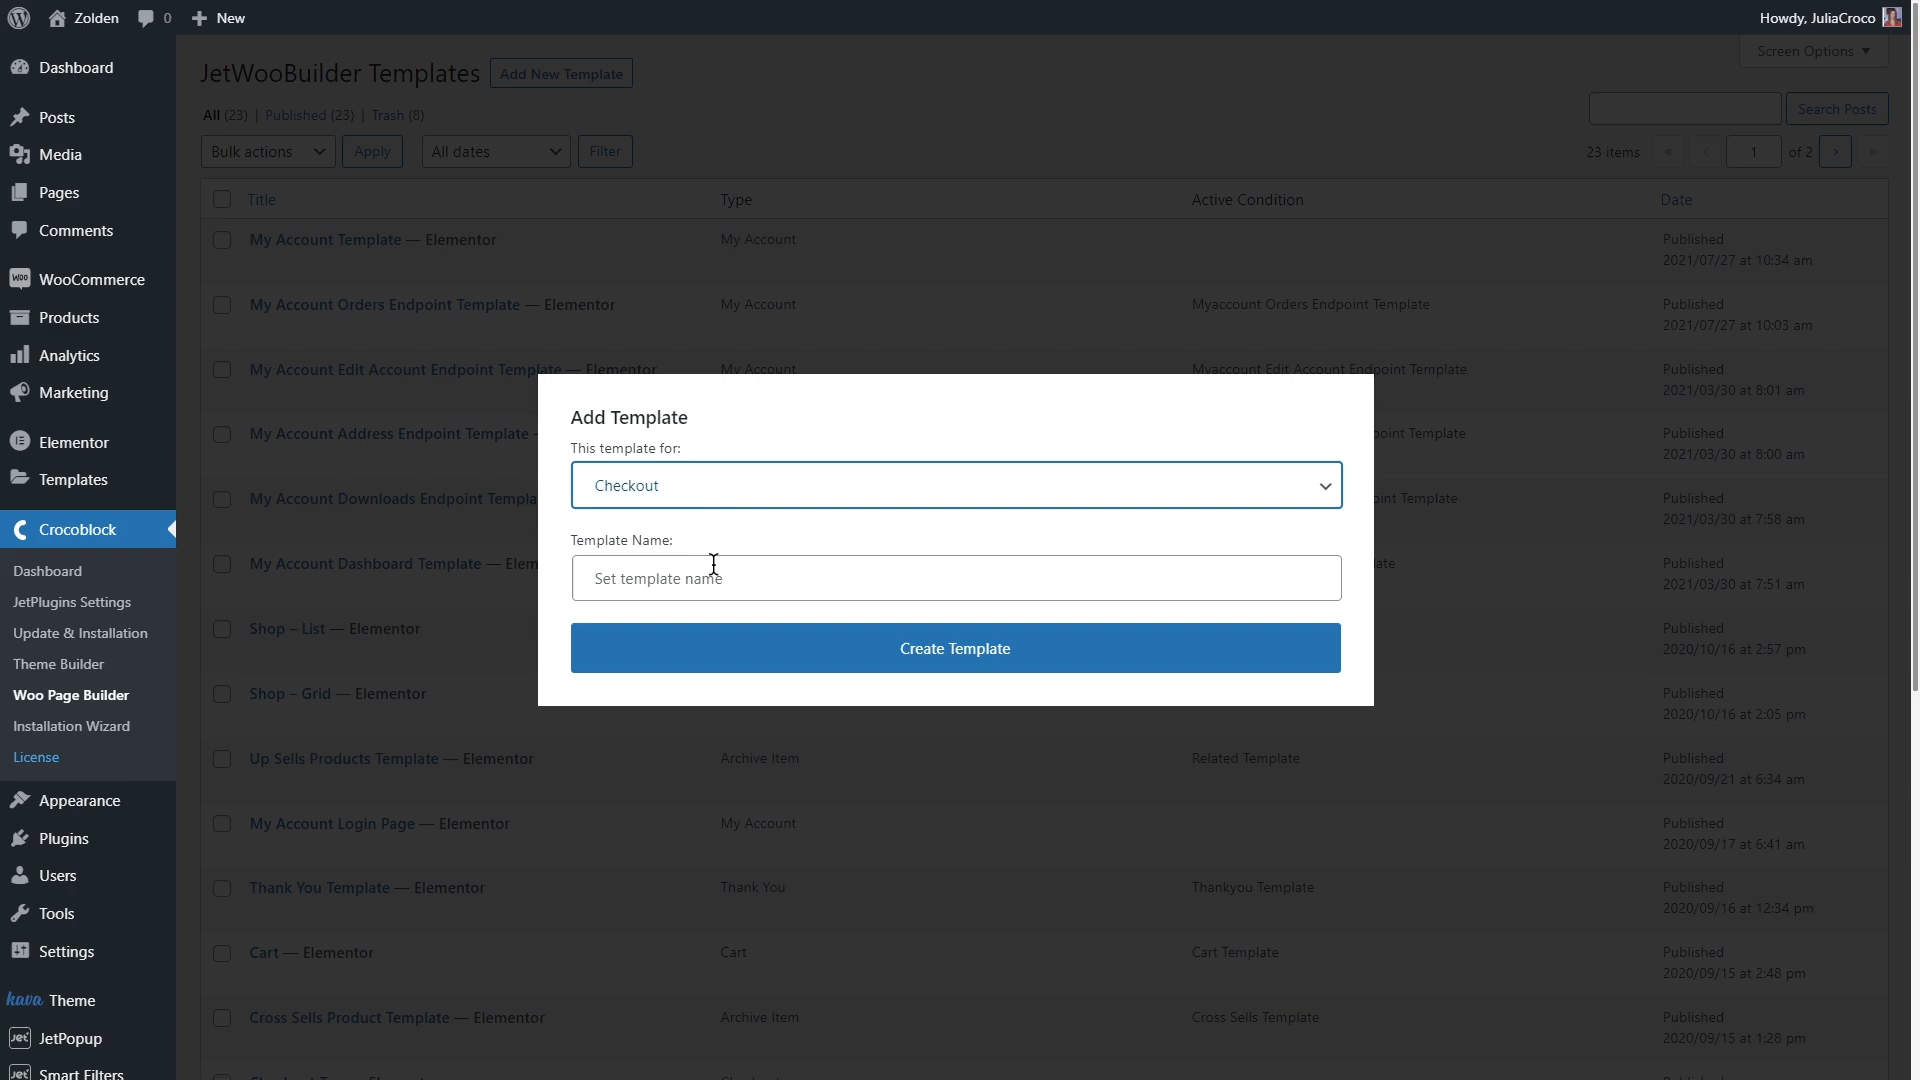 Zolden
0
New
Howdy, JuliaCroco
Screen Options
Dashboard
Posts
Media
Pages
Comments
WooCommerce
Products
Analytics
Marketing
Elementor
Templates
Crocoblock
Dashboard
JetPlugins Settings
Update & Installation
Theme Builder
Woo Page Builder
Installation Wizard
License
Appearance
Plugins
Users
Tools
Settings
kava Theme
Jet JetPopup
Jet Smart Filters
JetWooBuilder Templates
Add New Template
All (23) | Published (23) | Trash (8)
Search Posts
Bulk actions
Apply
All dates
Filter
23 items « ‹ 1 of 2 › »
Title Type Active Condition Date
My Account Template — Elementor My Account Published
2021/07/27 at 10:34 am
My Account Orders Endpoint Template — Elementor My Account Myaccount Orders Endpoint Template Published
2021/07/27 at 10:03 am
My Account Edit Account Endpoint Template — Elementor My Account Myaccount Edit Account Endpoint Template Published
2021/03/30 at 8:01 am
My Account Address Endpoint Template - point Template Published
2021/03/30 at 8:00 am
My Account Downloads Endpoint Templa point Template Published
2021/03/30 at 7:58 am
My Account Dashboard Template — Elem late Published
2021/03/30 at 7:51 am
Shop – List — Elementor Published
2020/10/16 at 2:57 pm
Shop – Grid — Elementor Published
2020/10/16 at 2:05 pm
Up Sells Products Template — Elementor Archive Item Related Template Published
2020/09/21 at 6:34 am
My Account Login Page — Elementor My Account Published
2020/09/17 at 6:41 am
Thank You Template — Elementor Thank You Thankyou Template Published
2020/09/16 at 12:34 pm
Cart — Elementor Cart Cart Template Published
2020/09/15 at 2:48 pm
Cross Sells Product Template — Elementor Archive Item Cross Sells Template Published
2020/09/15 at 1:28 pm
Add Template
This template for:
Checkout
Template Name:
Set template name
Create Template